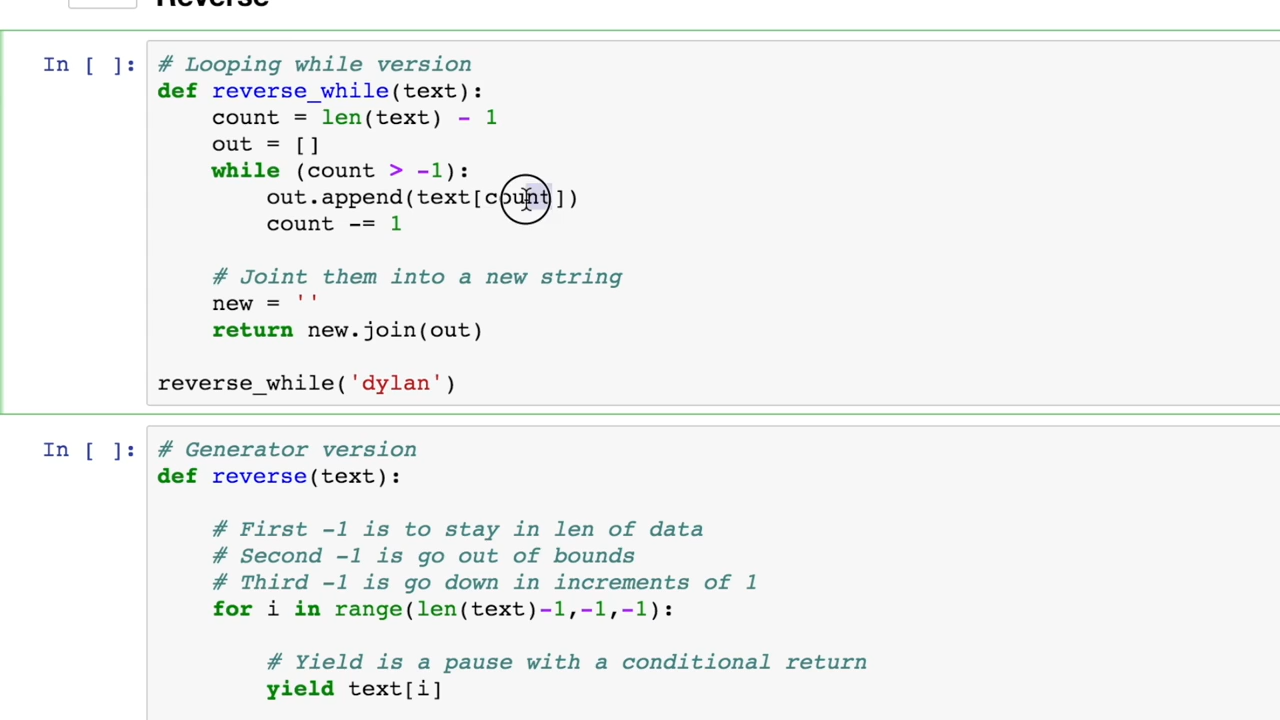 Reverse
In [ ]:
# Looping while version
def reverse_while(text):
    count = len(text) - 1
    out = []
    while (count > -1):
        out.append(text[count])
        count -= 1
    # Joint them into a new string
    new = ''
    return new.join(out)
reverse_while('dylan')
In [ ]:
# Generator version
def reverse(text):
    # First -1 is to stay in len of data
    # Second -1 is go out of bounds
    # Third -1 is go down in increments of 1
    for i in range(len(text)-1,-1,-1):
        # Yield is a pause with a conditional return
        yield text[i]